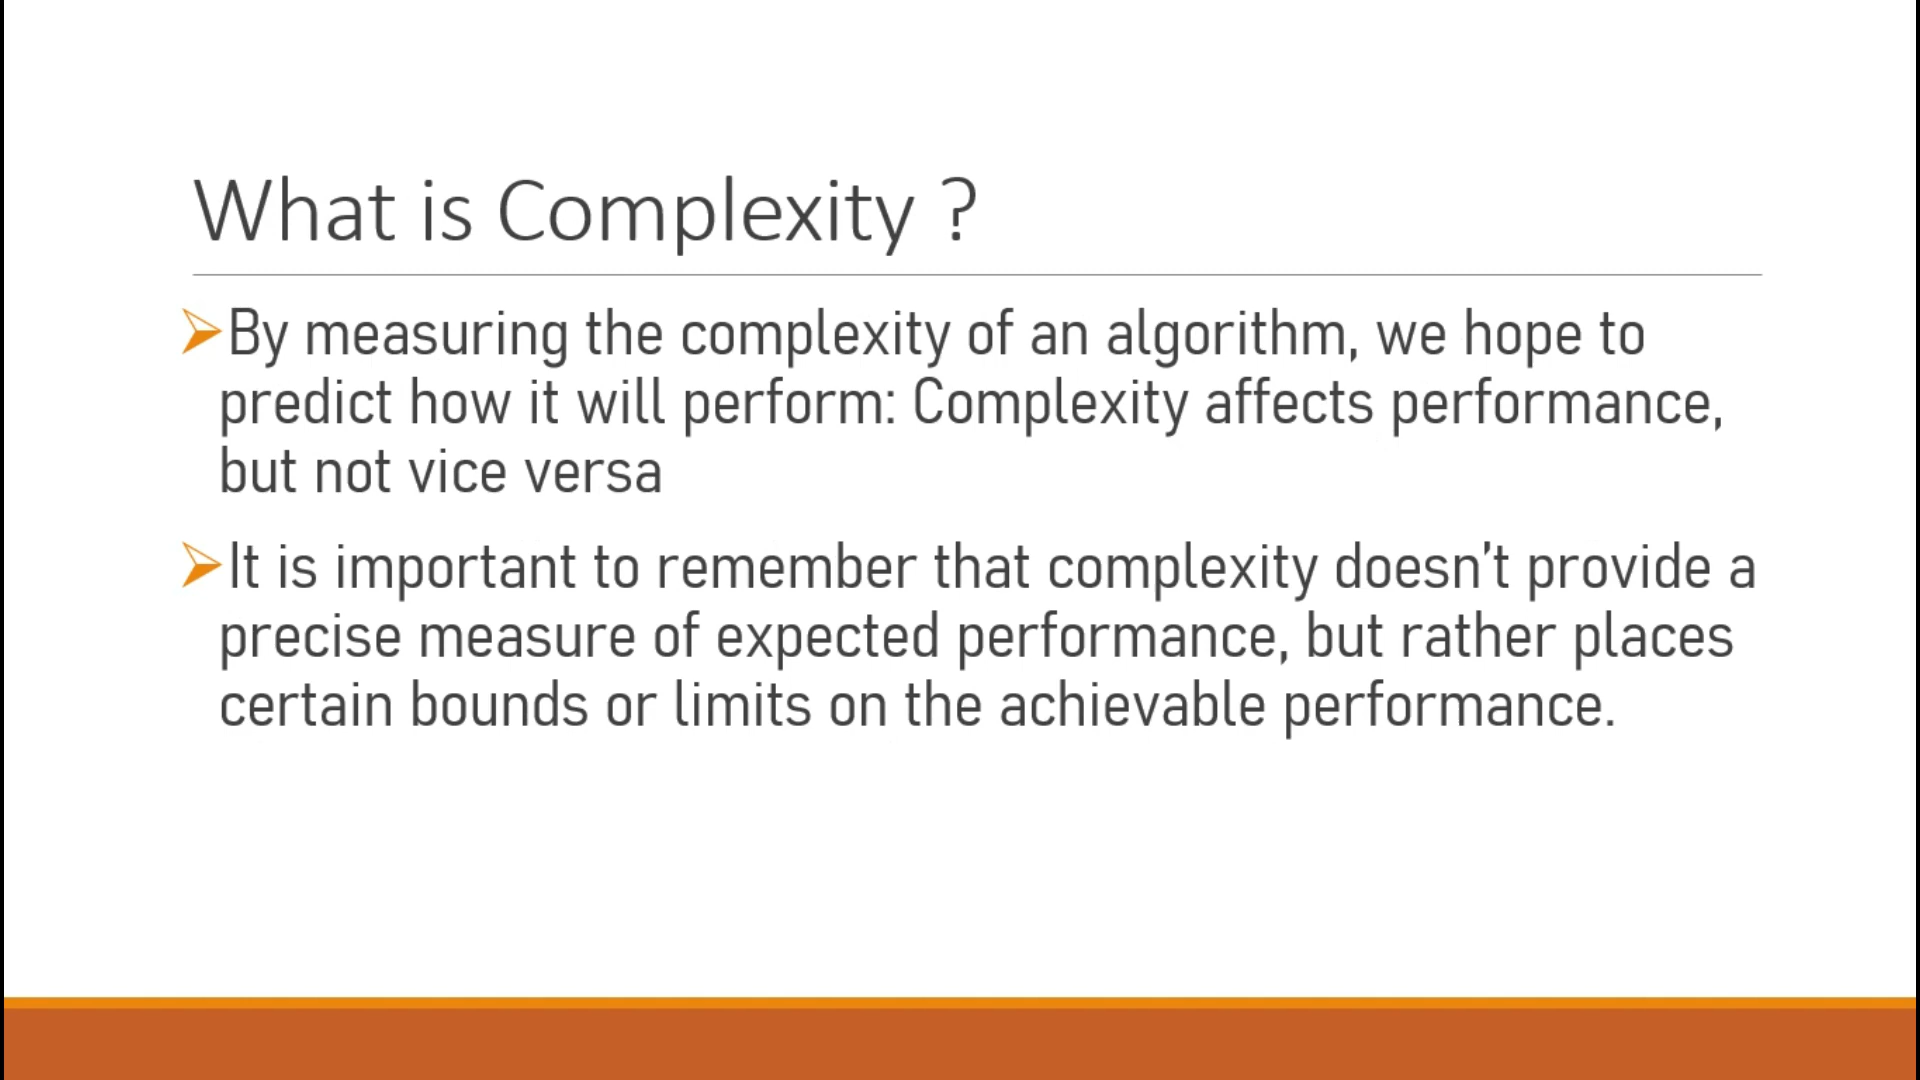 What is Complexity ?
➢By measuring the complexity of an algorithm, we hope to
predict how it will perform: Complexity affects performance,
but not vice versa
➢It is important to remember that complexity doesn’t provide a
precise measure of expected performance, but rather places
certain bounds or limits on the achievable performance.